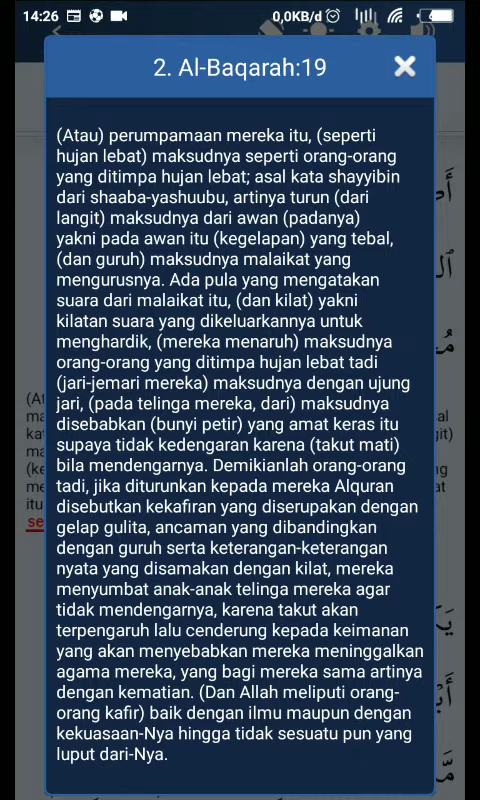 14:26
0,0KB/d
2. Al-Baqarah:19
(Atau) perumpamaan mereka itu, (seperti
hujan lebat) maksudnya seperti orang-orang
yang ditimpa hujan lebat; asal kata shayyibin
dari shaaba-yashuubu, artinya turun (dari
langit) maksudnya dari awan (padanya)
yakni pada awan itu (kegelapan) yang tebal,
(dan guruh) maksudnya malaikat yang
mengurusnya. Ada pula yang mengatakan
suara dari malaikat itu, (dan kilat) yakni
kilatan suara yang dikeluarkannya untuk
menghardik, (mereka menaruh) maksudnya
orang-orang yang ditimpa hujan lebat tadi
(jari-jemari mereka) maksudnya dengan ujung
jari, (pada telinga mereka, dari) maksudnya
disebabkan (bunyi petir) yang amat keras itu
supaya tidak kedengaran karena (takut mati)
bila mendengarnya. Demikianlah orang-orang
tadi, jika diturunkan kepada mereka Alquran
disebutkan kekafiran yang diserupakan dengan
gelap gulita, ancaman yang dibandingkan
dengan guruh serta keterangan-keterangan
nyata yang disamakan dengan kilat, mereka
menyumbat anak-anak telinga mereka agar
tidak mendengarnya, karena takut akan
terpengaruh lalu cenderung kepada keimanan
yang akan menyebabkan mereka meninggalkan
agama mereka, yang bagi mereka sama artinya
dengan kematian. (Dan Allah meliputi orang-
orang kafir) baik dengan ilmu maupun dengan
kekuasaan-Nya hingga tidak sesuatu pun yang
luput dari-Nya.